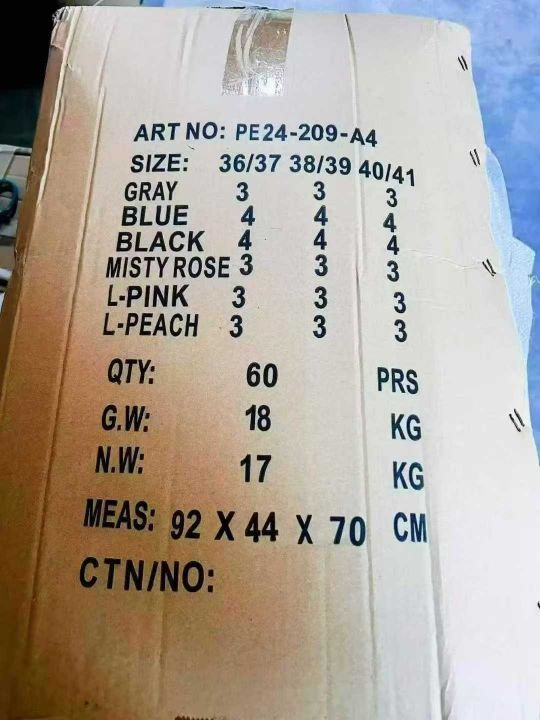 ART NO: PE24-209-A4
SIZE: 36/37 38/39 40/41
GRAY 3 3 3
BLUE 4 4 4
BLACK 4 4 4
MISTY ROSE 3 3 3
L-PINK 3 3 3
L-PEACH 3 3 3
QTY: 60 PRS
G.W: 18 KG
N.W: 17 KG
MEAS: 92 X 44 X 70 CM
CTN/NO: